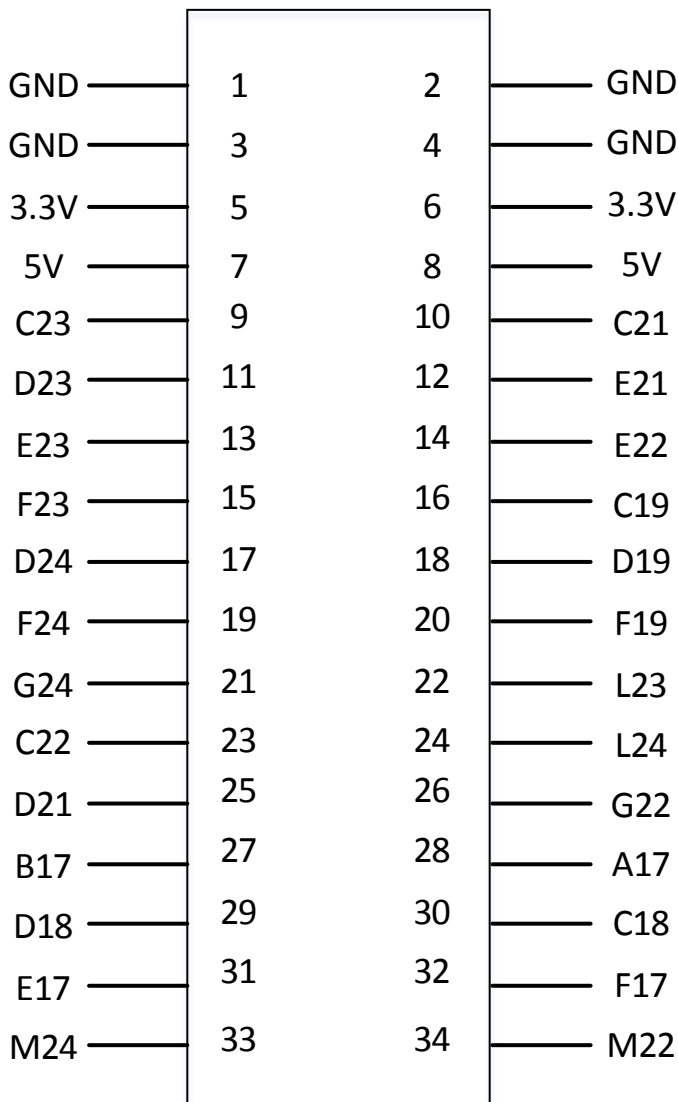 GND 1 2 GND
GND 3 4 GND
3.3V 5 6 3.3V
5V 7 8 5V
C23 9 10 C21
D23 11 12 E21
E23 13 14 E22
F23 15 16 C19
D24 17 18 D19
F24 19 20 F19
G24 21 22 L23
C22 23 24 L24
D21 25 26 G22
B17 27 28 A17
D18 29 30 C18
E17 31 32 F17
M24 33 34 M22